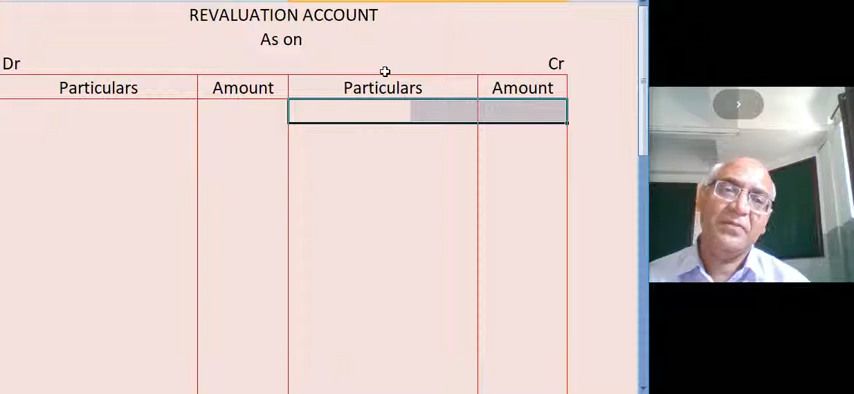 REVALUATION ACCOUNT
As on
Dr Cr
Particulars Amount Particulars Amount